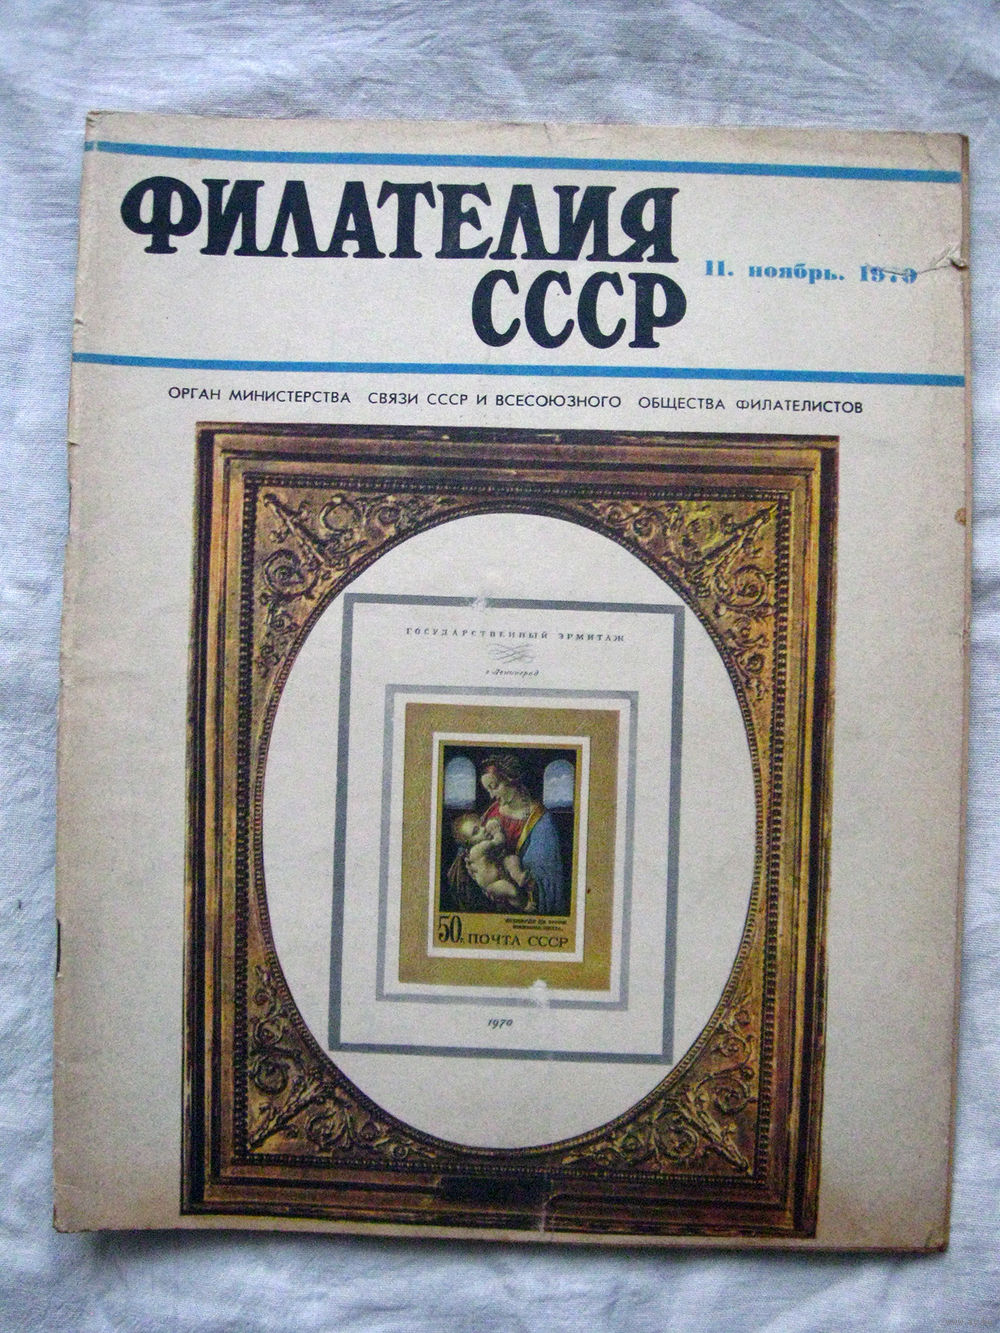 ФИЛАТЕЛИЯ
СССР
11. ноябрь. 1970
ОРГАН МИНИСТЕРСТВА СВЯЗИ СССР И ВСЕСОЮЗНОГО ОБЩЕСТВА ФИЛАТЕЛИСТОВ
ГОСУДАРСТВЕННЫЙ ЭРМИТАЖ
г. Ленинград
50к ПОЧТА СССР
1970